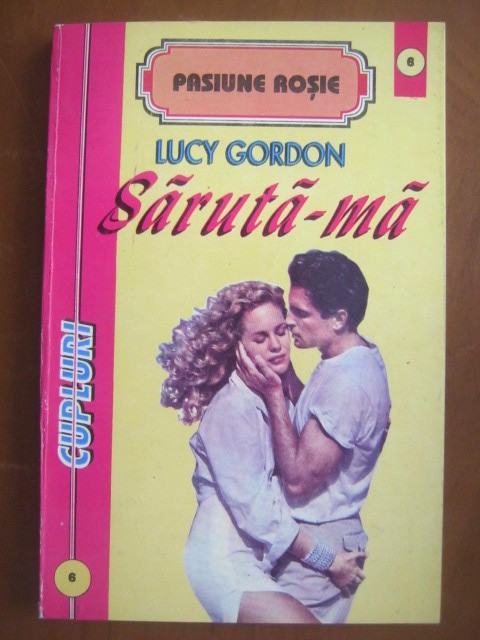 PASIUNE ROȘIE
6
LUCY GORDON
Sărută-mă
CUPLURI
6